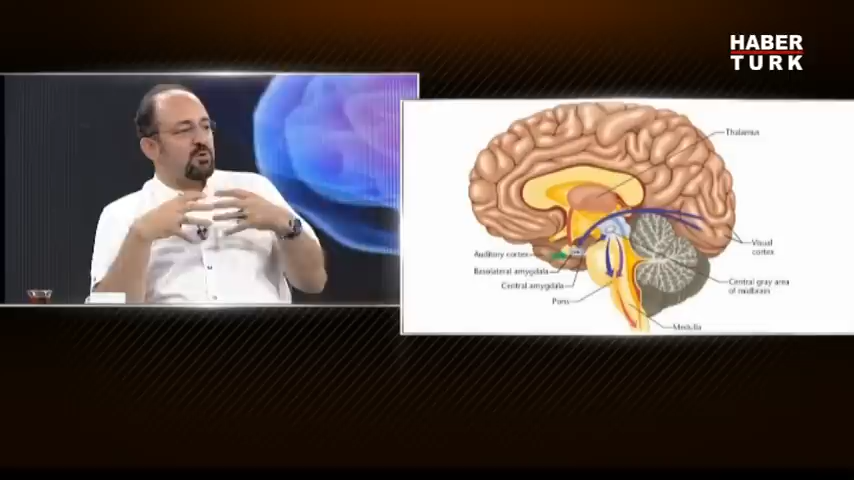 HABER
TURK
Thalamus
Visual
cortex
Auditory cortex
Basolateral amygdala
Central amygdala
Central gray area
of midbrain
Pons
Medulla